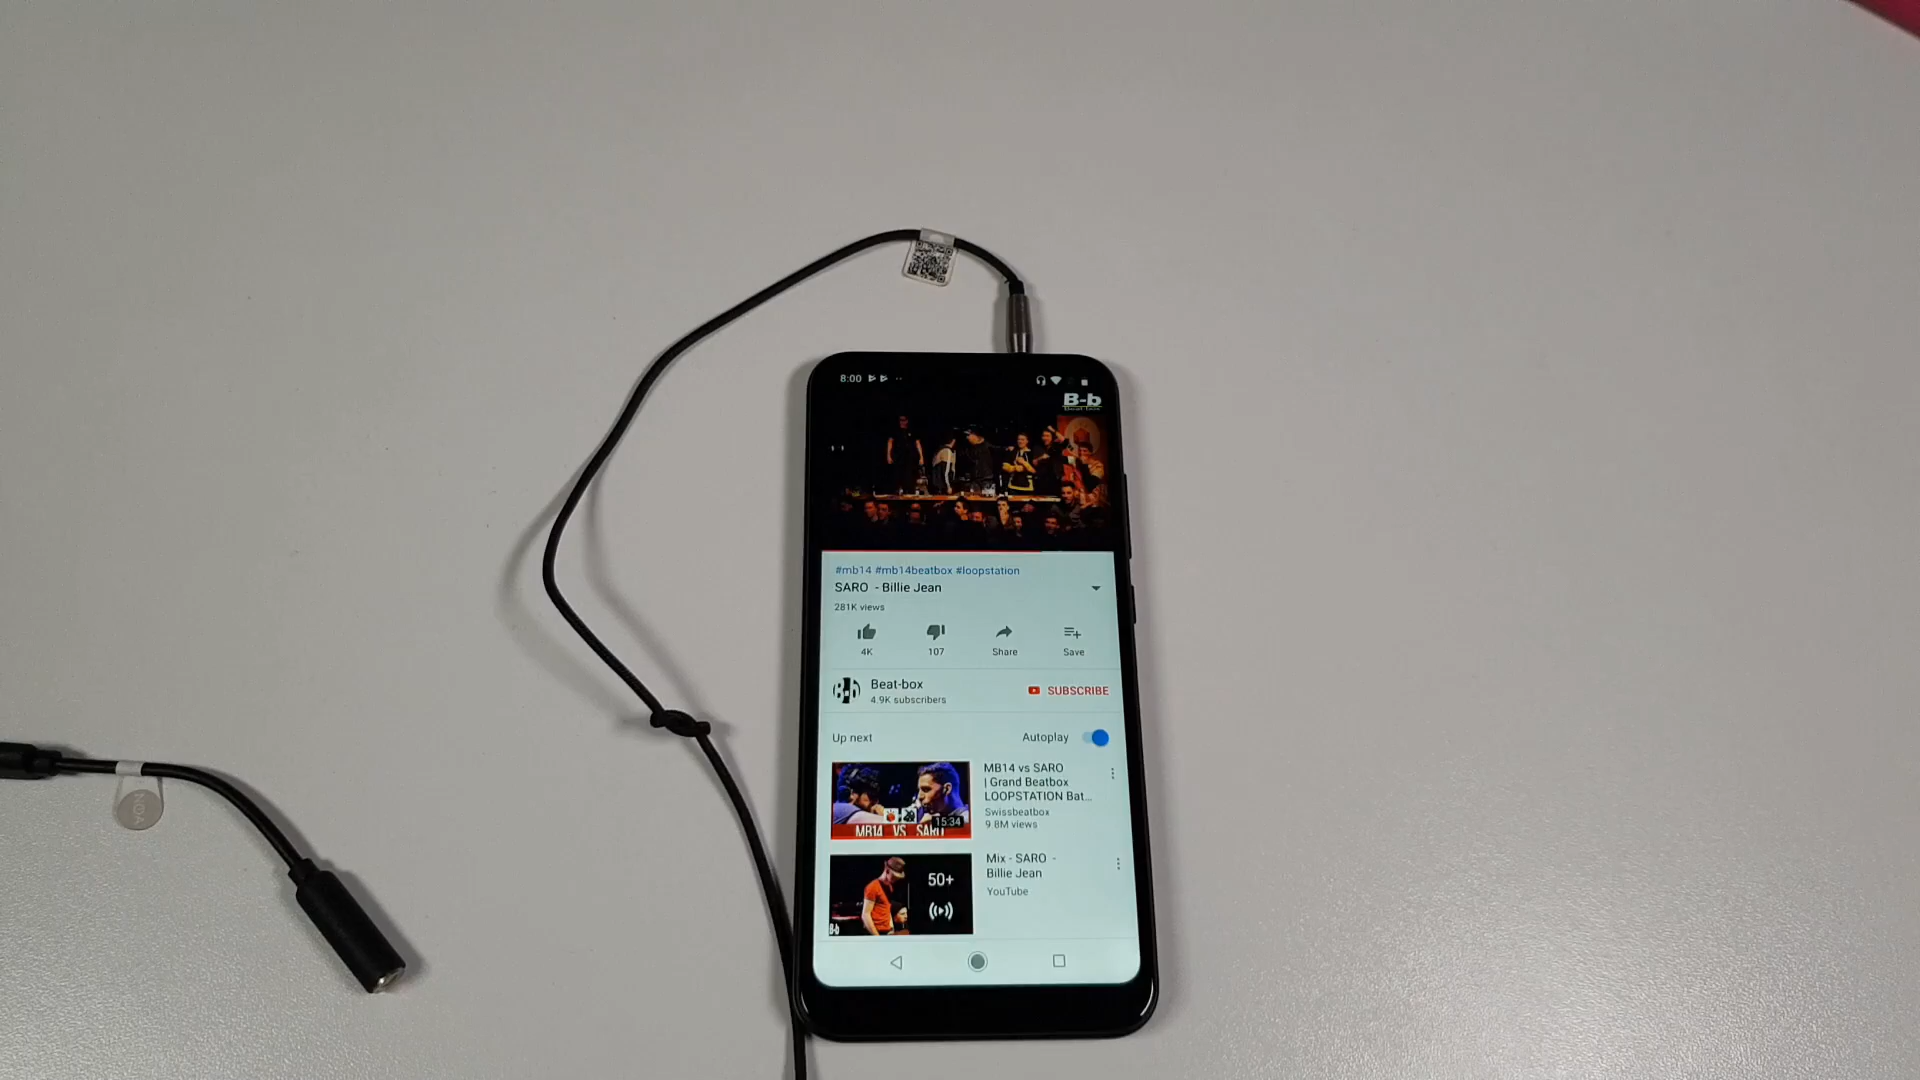 8:00
B-b
#mb14 #mb14beatbox #loopstation
SARO - Billie Jean
281K views
4K
107
Share
Save
B-b
Beat-box
4.9K subscribers
SUBSCRIBE
Up next
Autoplay
MB14 VS SARO
15:34
MB14 vs SARO
| Grand Beatbox
LOOPSTATION Bat...
Swissbeatbox
9.8M views
50+
B-b
Mix - SARO -
Billie Jean
YouTube